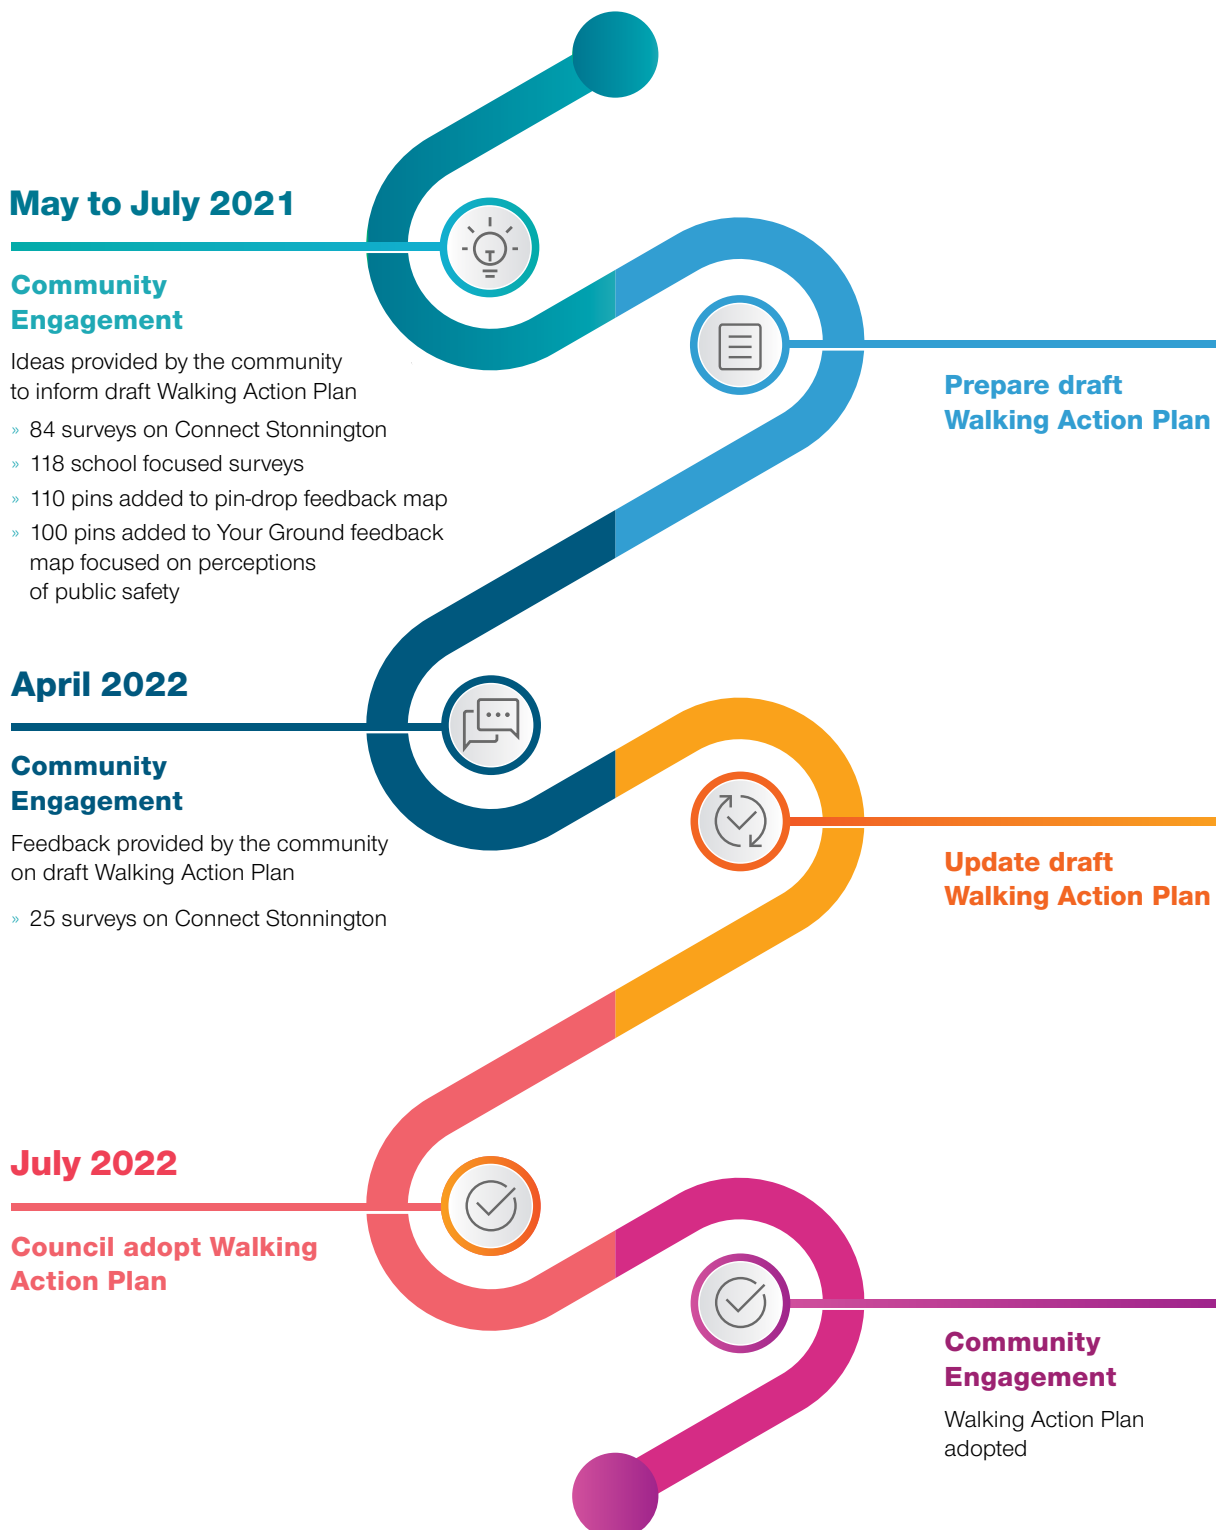 May to July 2021
Community
Engagement
Ideas provided by the community
to inform draft Walking Action Plan
» 84 surveys on Connect Stonnington
» 118 school focused surveys
» 110 pins added to pin-drop feedback map
» 100 pins added to Your Ground feedback
map focused on perceptions
of public safety
Prepare draft
Walking Action Plan
April 2022
Community
Engagement
Feedback provided by the community
on draft Walking Action Plan
» 25 surveys on Connect Stonnington
Update draft
Walking Action Plan
July 2022
Council adopt Walking
Action Plan
Community
Engagement
Walking Action Plan
adopted